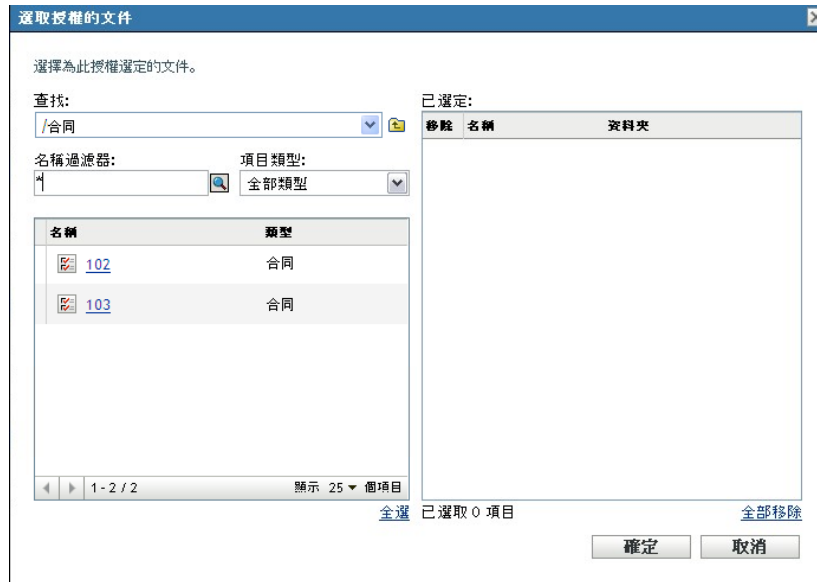 選取授權的文件
選擇為此授權選定的文件。
查找:
/合同
名稱過濾器:
項目類型:
*
全部類型
名稱 類型
102 合同
103 合同
1 - 2 / 2
顯示 25 個項目
全選
已選定:
移除 名稱 資料夾
已選取 0 項目
全部移除
確定
取消